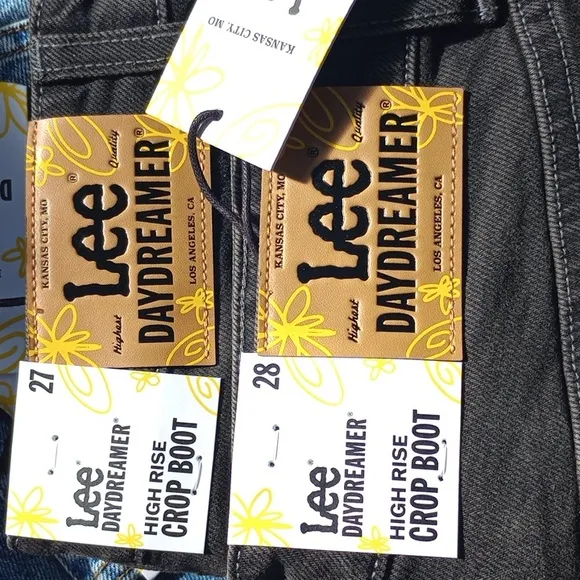 Lee
KANSAS CITY, MO
KANSAS CITY, MO
Lee®
Quality
Highest
DAYDREAMER®
LOS ANGELES, CA
KANSAS CITY, MO
Lee®
Quality
Highest
DAYDREAMER®
LOS ANGELES, CA
27
Lee
DAYDREAMER®
HIGH RISE
CROP BOOT
28
Lee®
DAYDREAMER
HIGH RISE
CROP BOOT
D